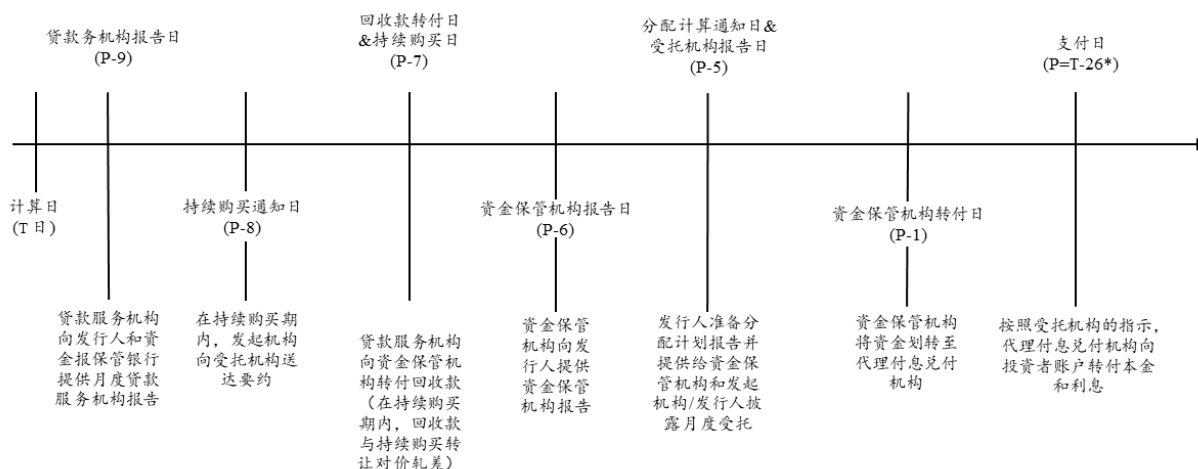 贷款务机构报告日
(P-9)
回收款转付日
&持续购买日
(P-7)
分配计算通知日&
受托机构报告日
(P-5)
支付日
(P=T-26*)
计算日
(T日)
持续购买通知日
(P-8)
资金保管机构报告日
(P-6)
资金保管机构转付日
(P-1)
贷款服务机构
向发行人和资
金报保管银行
提供月度贷款
服务机构报告
在持续购买期
内，发起机构
向受托机构送
达要约
贷款服务机构
向资金保管机
构转付回收款
（在持续购买
期内，回收款
与持续购买转
让对价轧差）
资金保管
机构向发
行人提供
资金保管
机构报告
发行人准备分
配计划报告并
提供给资金保
管机构和发起
机构/发行人披
露月度受托
资金保管机构
将资金划转至
代理付息兑付
机构
按照受托机构的指示，
代理付息兑付机构向
投资者账户转付本金
和利息